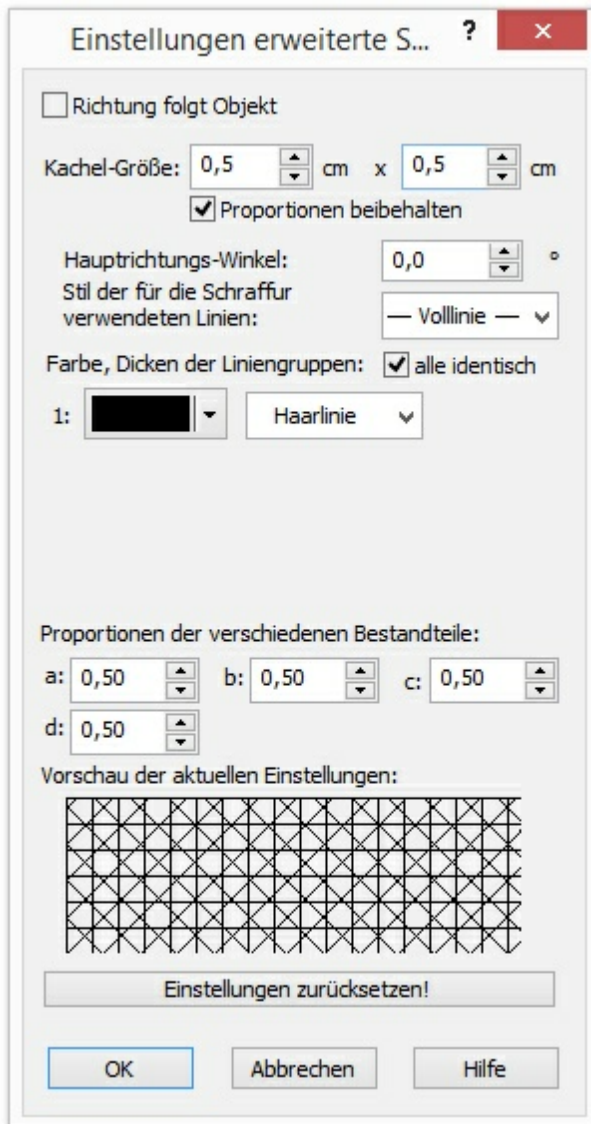 Einstellungen erweiterte S... ?
Richtung folgt Objekt
Kachel-Größe: 0,5 cm x 0,5 cm
Proportionen beibehalten
Hauptrichtungs-Winkel: 0,0 °
Stil der für die Schraffur
verwendeten Linien: — Volllinie —
Farbe, Dicken der Liniengruppen: alle identisch
1: Haarlinie
Proportionen der verschiedenen Bestandteile:
a: 0,50 b: 0,50 c: 0,50
d: 0,50
Vorschau der aktuellen Einstellungen:
Einstellungen zurücksetzen!
OK Abbrechen Hilfe